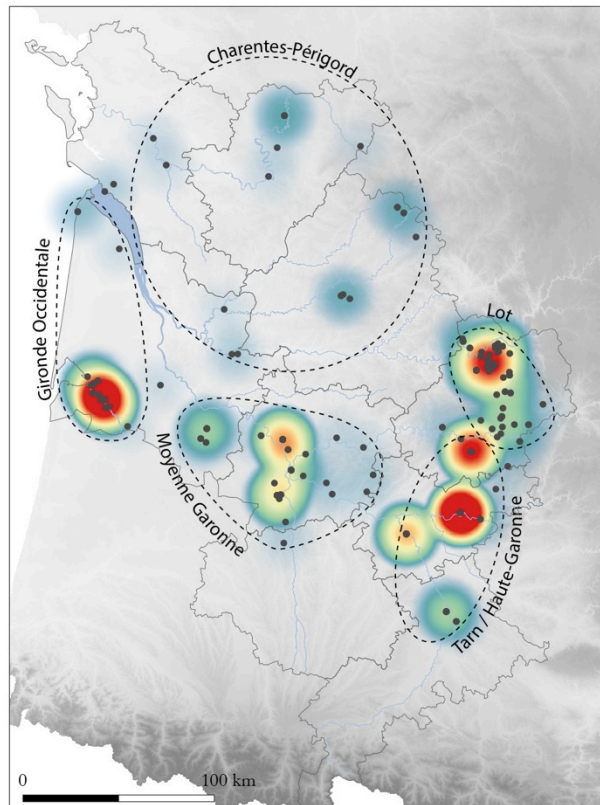 Charentes-Périgord
Gironde Occidentale
Lot
Moyenne Garonne
Tarn / Haute-Garonne
0 100 km